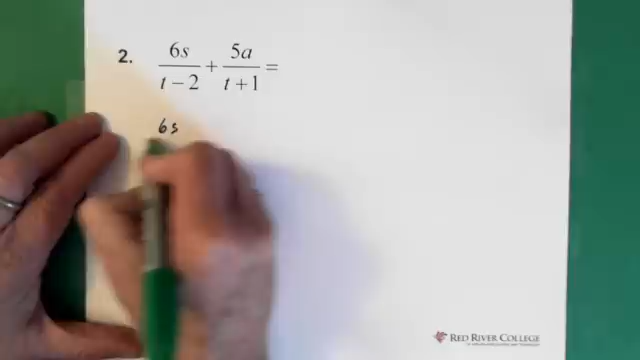 2. 6s/(t − 2) + 5a/(t + 1) =
6s
RED RIVER COLLEGE